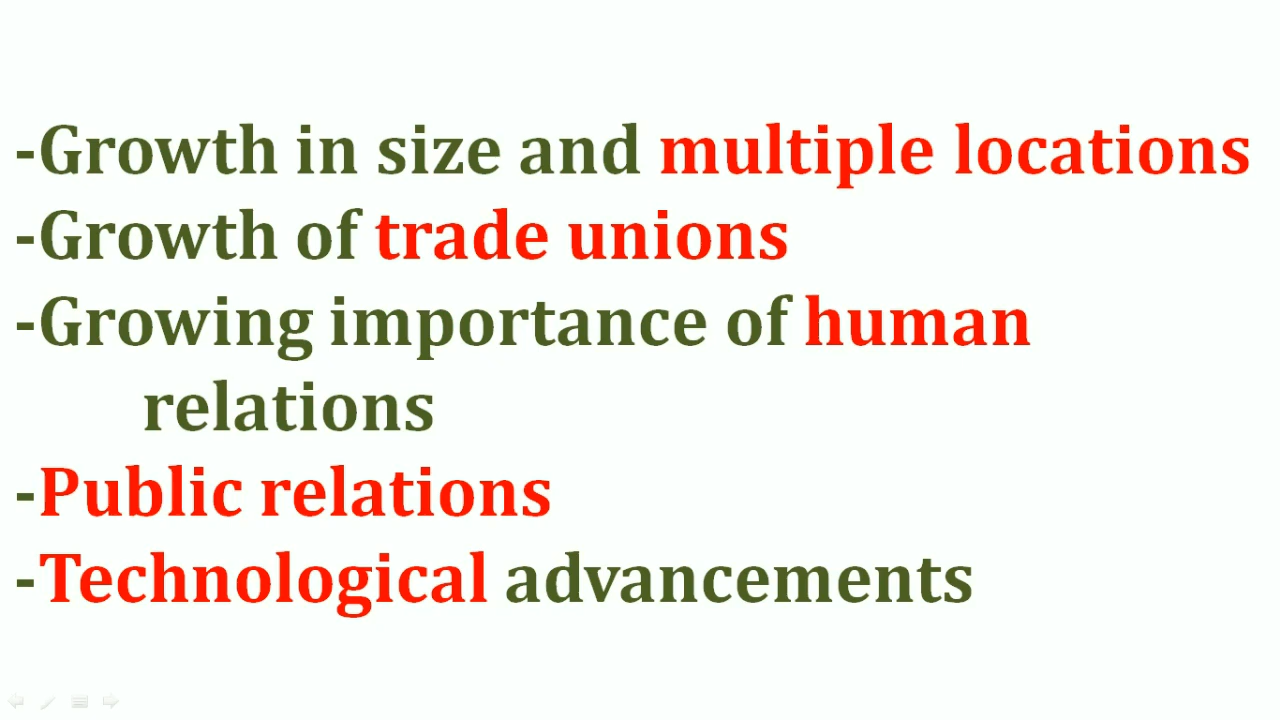 -Growth in size and multiple locations
-Growth of trade unions
-Growing importance of human
relations
-Public relations
-Technological advancements